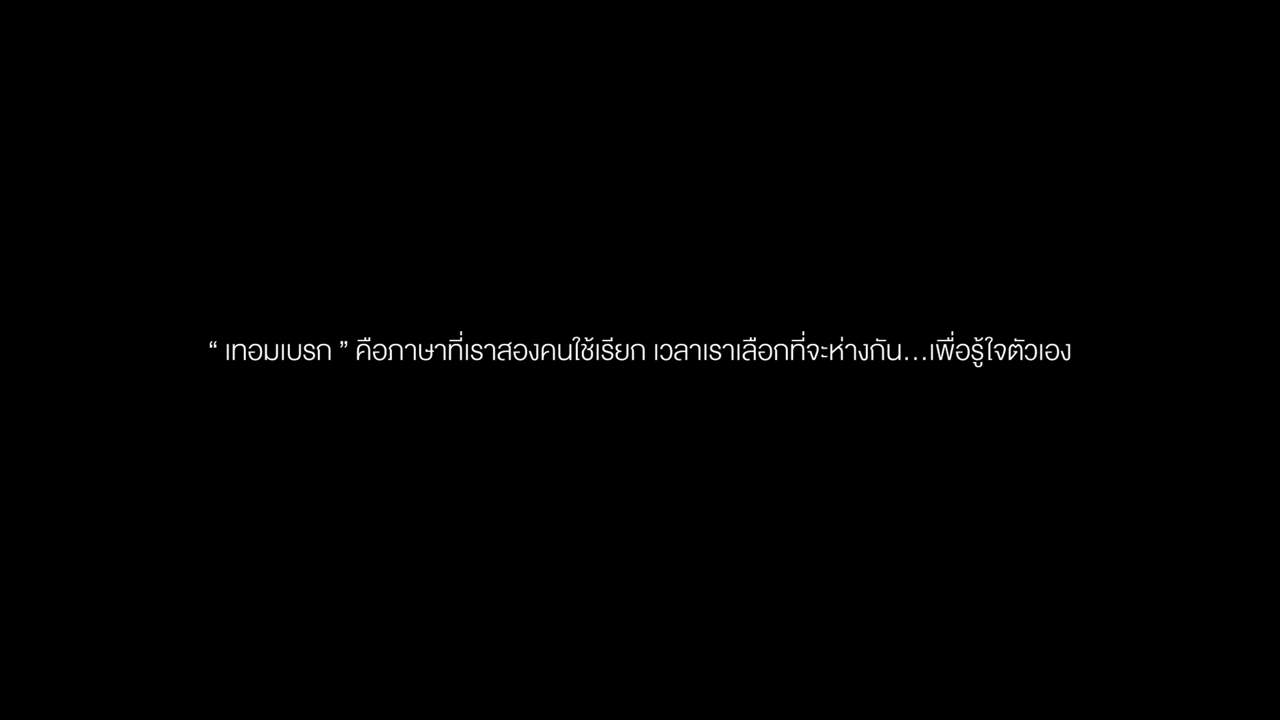 “ เทอมเบรก ” คือภาษาที่เราสองคนใช้เรียก เวลาเราเลือกที่จะห่างกัน...เพื่อรู้ใจตัวเอง